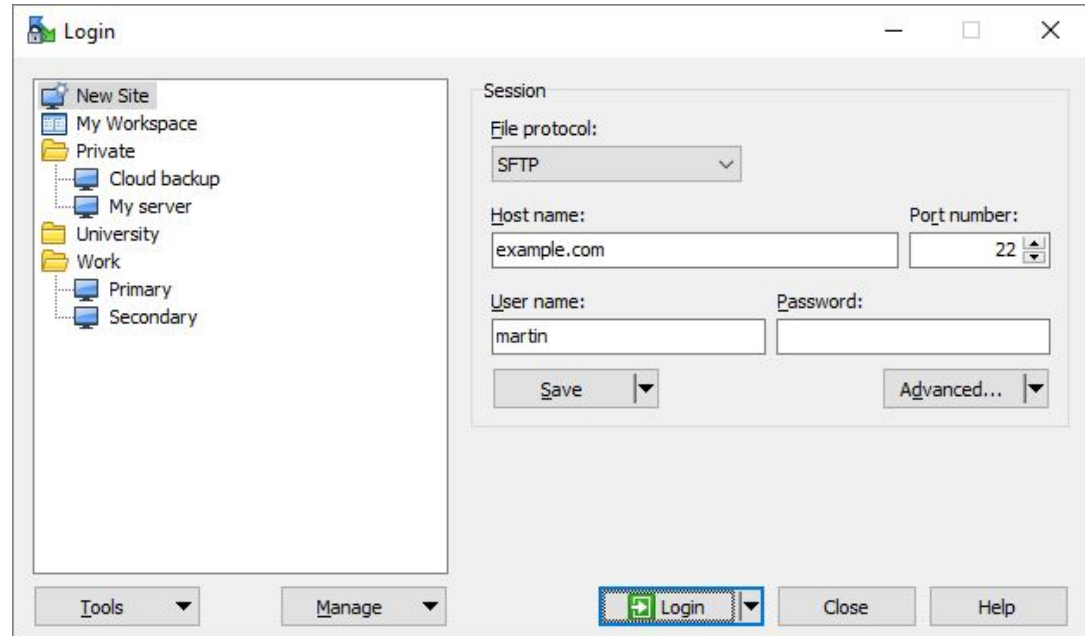 Login
New Site
My Workspace
Private
Cloud backup
My server
University
Work
Primary
Secondary
Session
File protocol:
SFTP
Host name: Port number:
example.com 22
User name: Password:
martin
Save Advanced...
Tools Manage Login Close Help